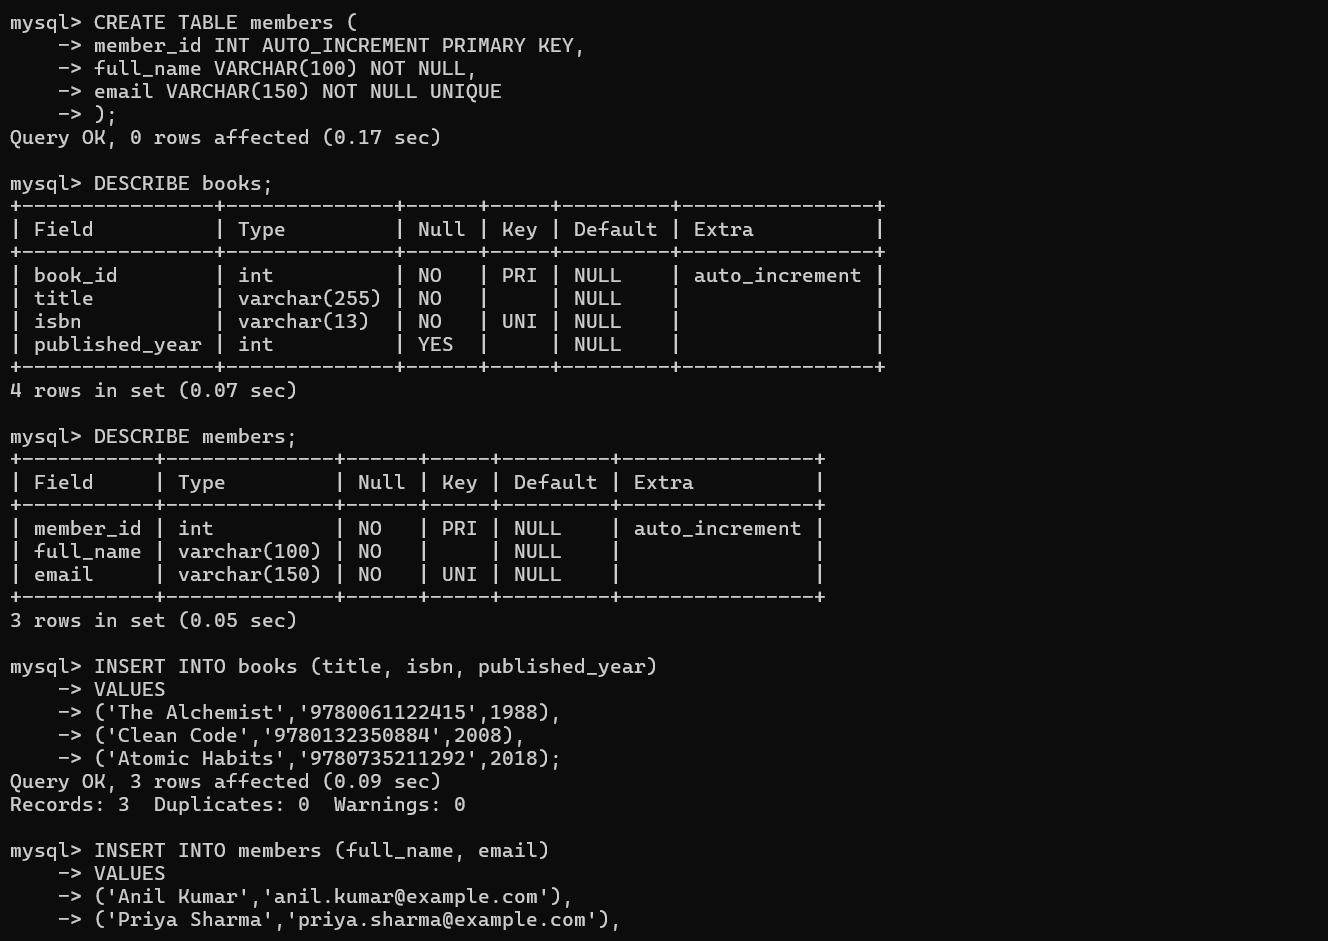 mysql> CREATE TABLE members (
    -> member_id INT AUTO_INCREMENT PRIMARY KEY,
    -> full_name VARCHAR(100) NOT NULL,
    -> email VARCHAR(150) NOT NULL UNIQUE
    -> );
Query OK, 0 rows affected (0.17 sec)

mysql> DESCRIBE books;
+----------------+--------------+------+-----+---------+----------------+
| Field          | Type         | Null | Key | Default | Extra          |
+----------------+--------------+------+-----+---------+----------------+
| book_id        | int          | NO   | PRI | NULL    | auto_increment |
| title          | varchar(255) | NO   |     | NULL    |                |
| isbn           | varchar(13)  | NO   | UNI | NULL    |                |
| published_year | int          | YES  |     | NULL    |                |
+----------------+--------------+------+-----+---------+----------------+
4 rows in set (0.07 sec)

mysql> DESCRIBE members;
+-----------+--------------+------+-----+---------+----------------+
| Field     | Type         | Null | Key | Default | Extra          |
+-----------+--------------+------+-----+---------+----------------+
| member_id | int          | NO   | PRI | NULL    | auto_increment |
| full_name | varchar(100) | NO   |     | NULL    |                |
| email     | varchar(150) | NO   | UNI | NULL    |                |
+-----------+--------------+------+-----+---------+----------------+
3 rows in set (0.05 sec)

mysql> INSERT INTO books (title, isbn, published_year)
    -> VALUES
    -> ('The Alchemist','9780061122415',1988),
    -> ('Clean Code','9780132350884',2008),
    -> ('Atomic Habits','9780735211292',2018);
Query OK, 3 rows affected (0.09 sec)
Records: 3  Duplicates: 0  Warnings: 0

mysql> INSERT INTO members (full_name, email)
    -> VALUES
    -> ('Anil Kumar','anil.kumar@example.com'),
    -> ('Priya Sharma','priya.sharma@example.com'),